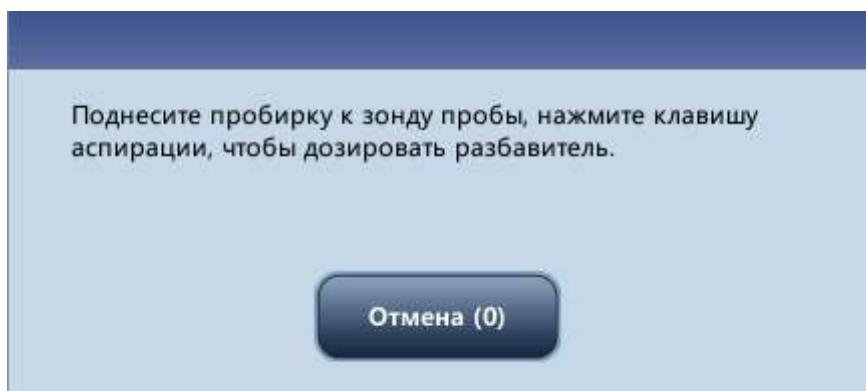 Поднесите пробирку к зонду пробы, нажмите клавишу
аспирации, чтобы дозировать разбавитель.
Отмена (0)